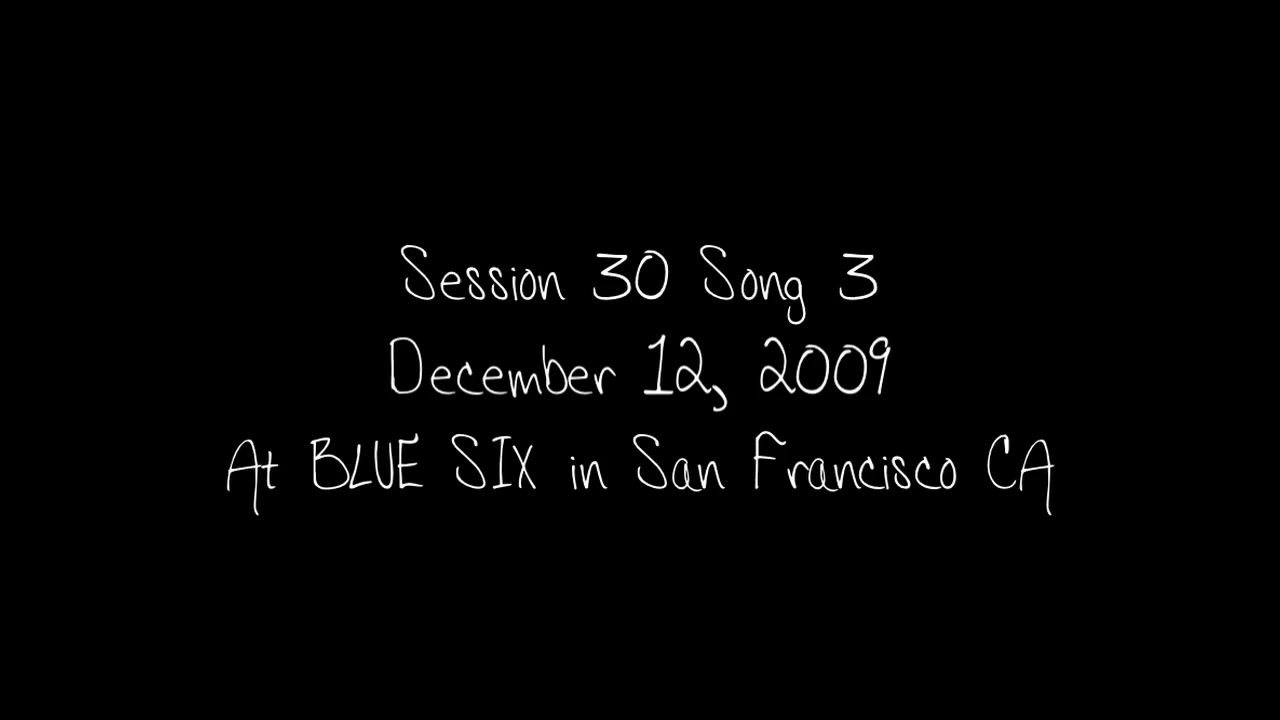 Session 30 Song 3
December 12, 2009
At BLUE SIX in San Francisco CA